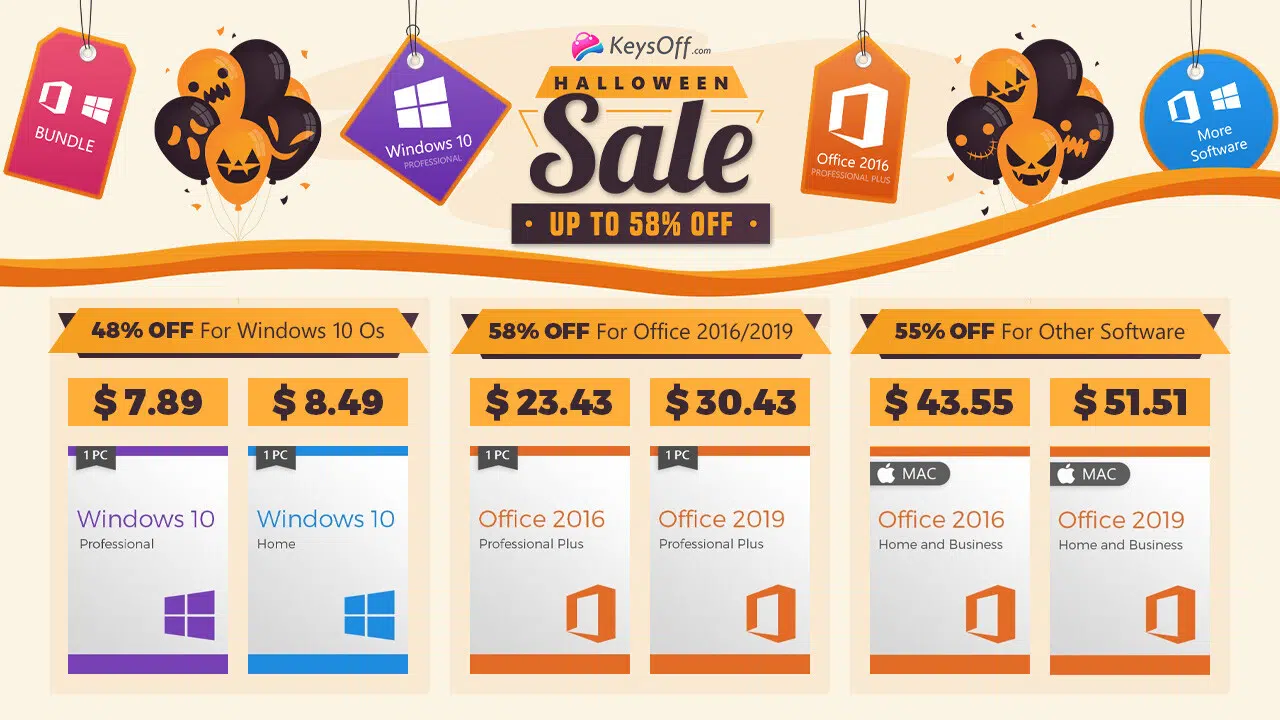 KeysOff.com
HALLOWEEN
Sale
• UP TO 58% OFF •
BUNDLE
Windows 10
PROFESSIONAL
Office 2016
PROFESSIONAL PLUS
More
Software
48% OFF For Windows 10 Os
$ 7.89
$ 8.49
1 PC
Windows 10
Professional
1 PC
Windows 10
Home
58% OFF For Office 2016/2019
$ 23.43
$ 30.43
1 PC
Office 2016
Professional Plus
1 PC
Office 2019
Professional Plus
55% OFF For Other Software
$ 43.55
$ 51.51
MAC
Office 2016
Home and Business
MAC
Office 2019
Home and Business